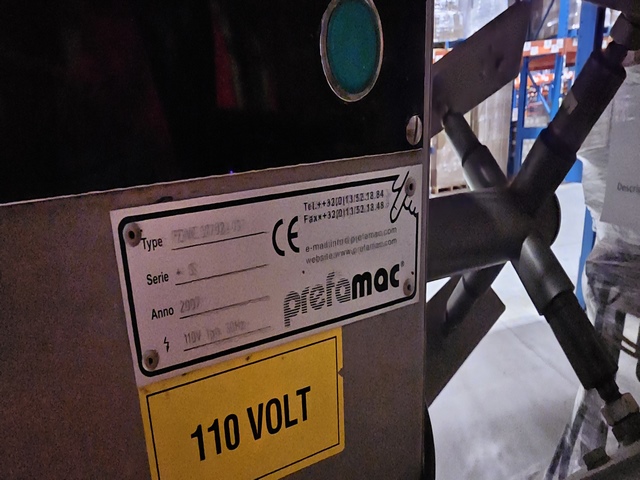 Type
Tel.++32(0)13/52.18.84
Fax++32(0)13/52.18.48
CE
e-mail:info@prefamac.com
website:www.prefamac.com
Serie
Anno 2007
prefamac
110V
110 VOLT